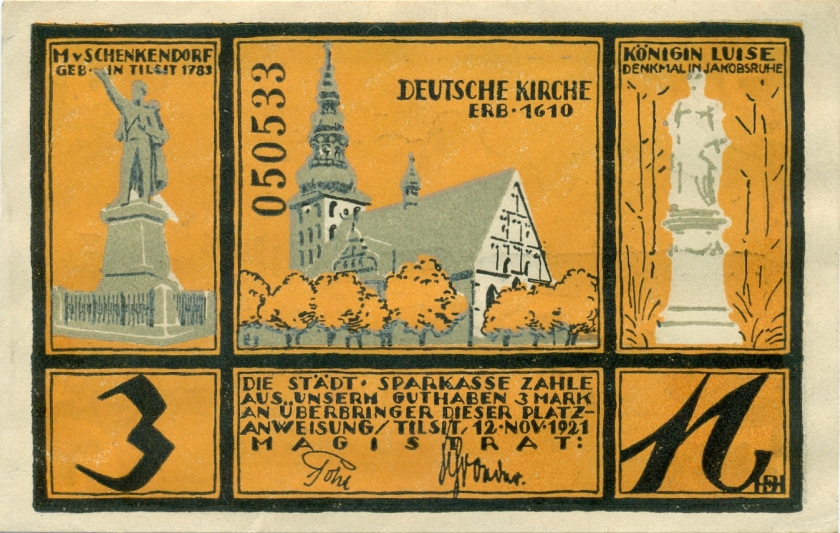 M v SCHENKENDORF
GEB · IN TILSIT 1783
050533
DEUTSCHE KIRCHE
ERB · 1610
KÖNIGIN LUISE
DENKMAL IN JAKOBSRUHE
3
DIE STÄDT · SPARKASSE ZAHLE
AUS UNSERM GUTHABEN 3 MARK
AN ÜBERBRINGER DIESER PLATZ-
ANWEISUNG / TILSIT, 12 · NOV · 1921
MAGISTRAT: